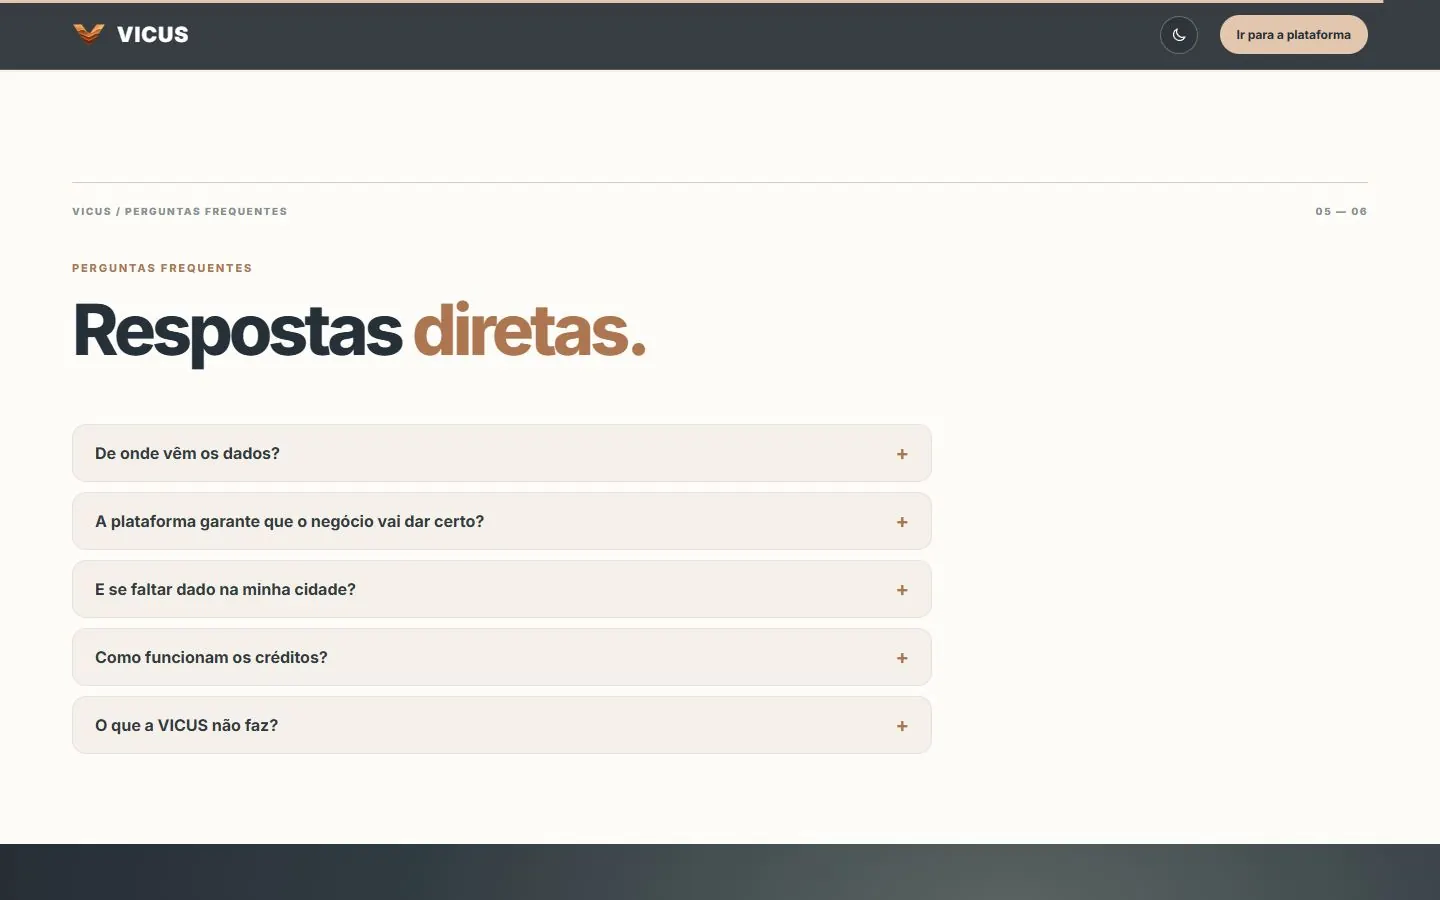 VICUS
Ir para a plataforma
VICUS / PERGUNTAS FREQUENTES
05 — 06
PERGUNTAS FREQUENTES
Respostas diretas.
De onde vêm os dados? +
A plataforma garante que o negócio vai dar certo? +
E se faltar dado na minha cidade? +
Como funcionam os créditos? +
O que a VICUS não faz? +